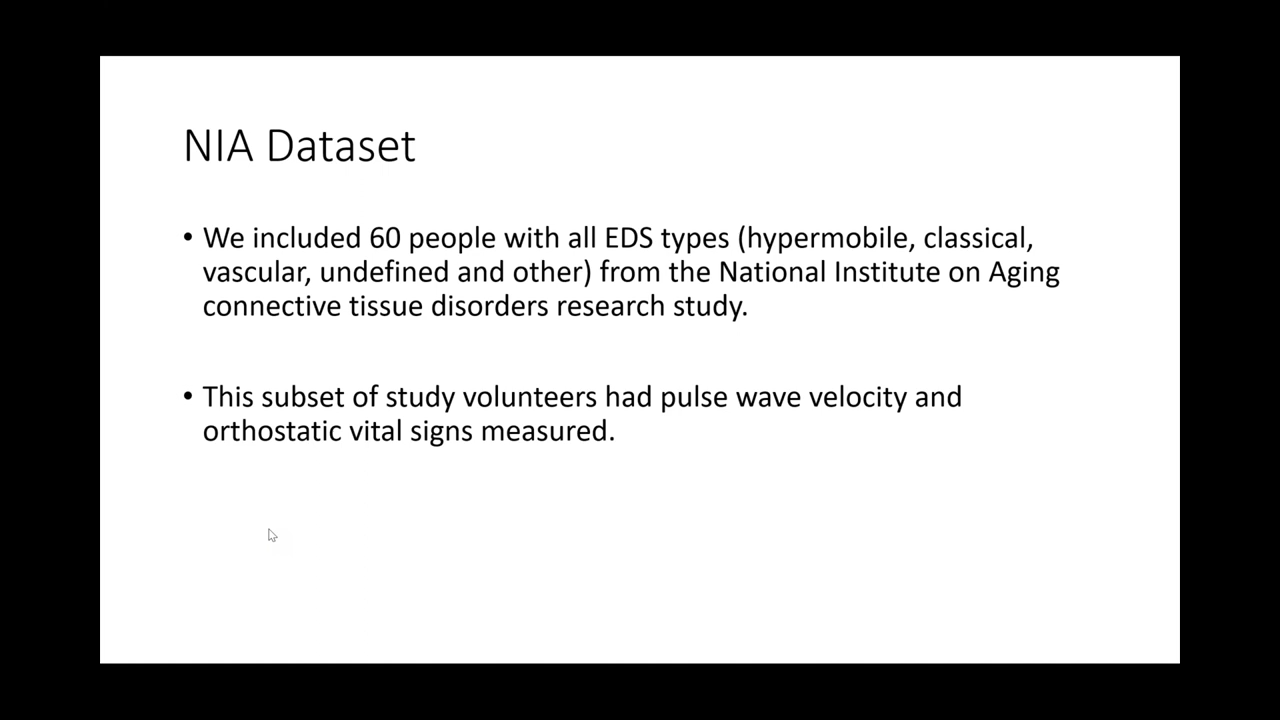 NIA Dataset
• We included 60 people with all EDS types (hypermobile, classical,
vascular, undefined and other) from the National Institute on Aging
connective tissue disorders research study.
• This subset of study volunteers had pulse wave velocity and
orthostatic vital signs measured.